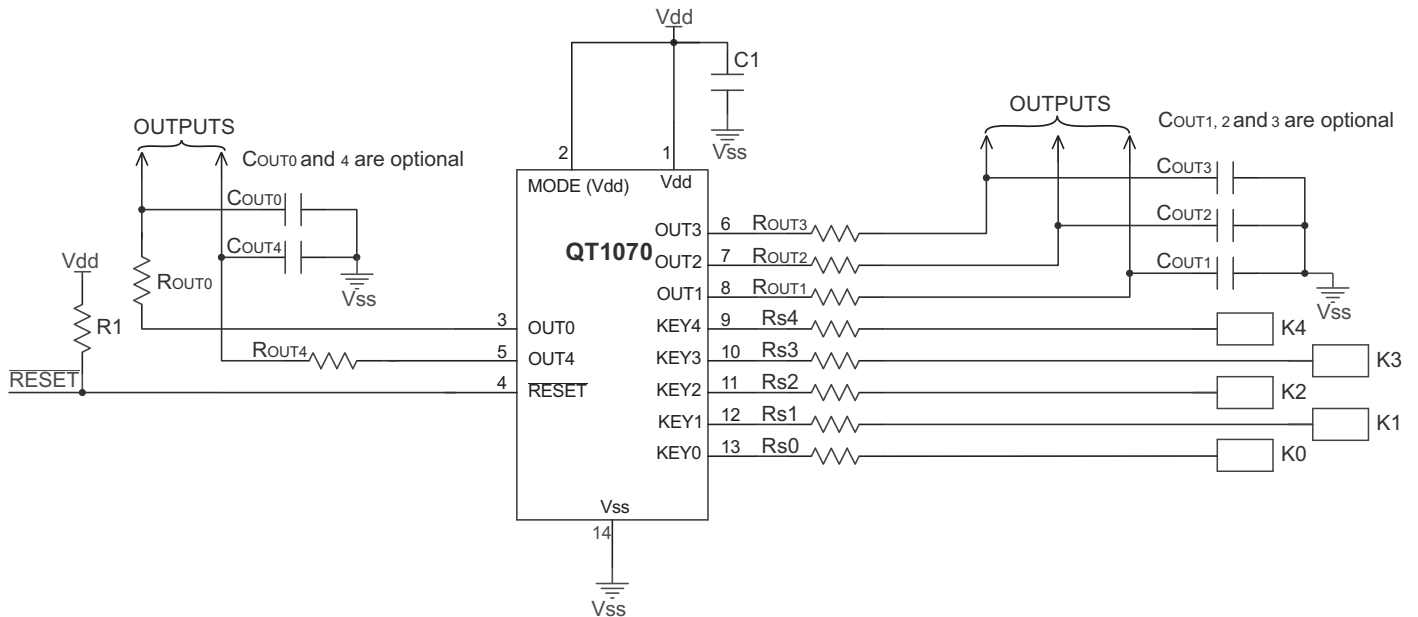 Vdd
C1
Vss
OUTPUTS
COUT0 and 4 are optional
COUT0
COUT4
Vss
ROUT0
Vdd
R1
ROUT4
RESET
OUTPUTS
COUT1, 2 and 3 are optional
COUT3
COUT2
COUT1
Vss
2
1
MODE (Vdd)
Vdd
QT1070
3
OUT0
5
OUT4
4
RESET
OUT3
6
ROUT3
OUT2
7
ROUT2
OUT1
8
ROUT1
KEY4
9
Rs4
K4
KEY3
10
Rs3
K3
KEY2
11
Rs2
K2
KEY1
12
Rs1
K1
KEY0
13
Rs0
K0
Vss
14
Vss